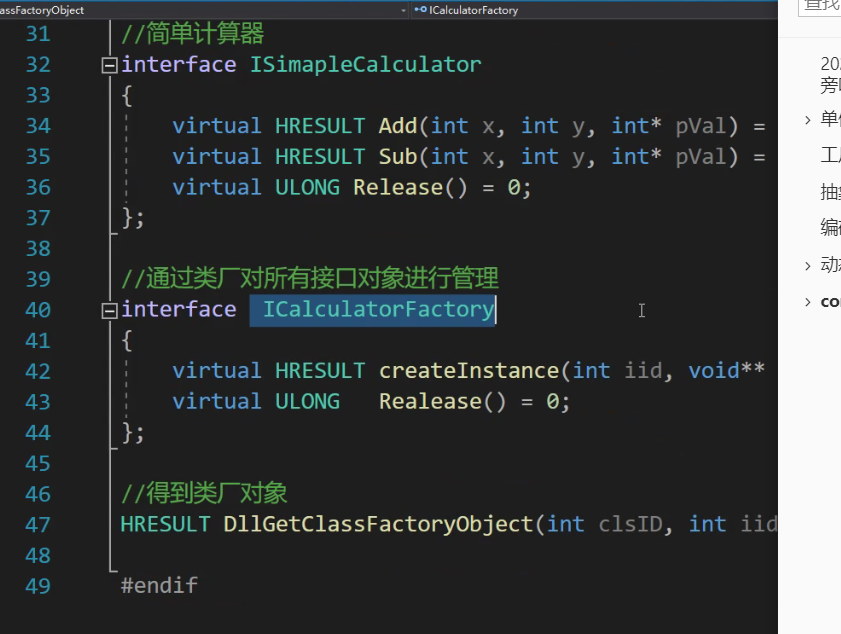 assFactoryObject ICalculatorFactory
31 //简单计算器
32 interface ISimapleCalculator
33 {
34 virtual HRESULT Add(int x, int y, int* pVal) =
35 virtual HRESULT Sub(int x, int y, int* pVal) =
36 virtual ULONG Release() = 0;
37 };
38
39 //通过类厂对所有接口对象进行管理
40 interface ICalculatorFactory
41 {
42 virtual HRESULT createInstance(int iid, void**
43 virtual ULONG Realease() = 0;
44 };
45
46 //得到类厂对象
47 HRESULT DllGetClassFactoryObject(int clsID, int iid
48
49 #endif
查找
202
旁
单
工
抽
编
动
co